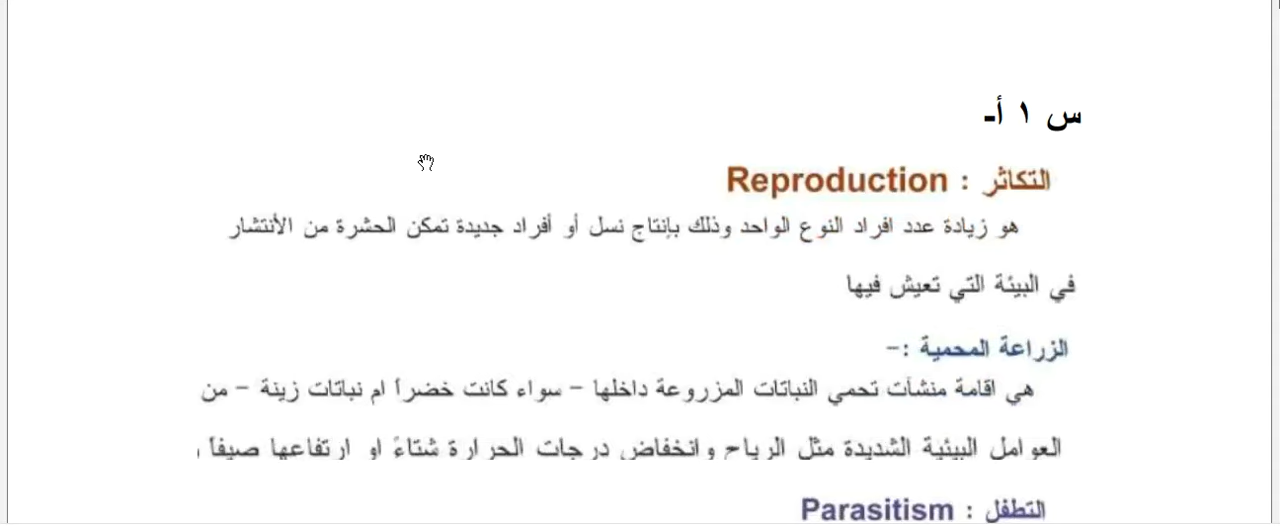 س ١ أ-
التكاثر : Reproduction
هو زيادة عدد افراد النوع الواحد وذلك بإنتاج نسل أو أفراد جديدة تمكن الحشرة من الأنتشار
في البيئة التي تعيش فيها
الزراعة المحمية :-
هي اقامة منشآت تحمي النباتات المزروعة داخلها – سواء كانت خضراً ام نباتات زينة – من
العوامل البيئية الشديدة مثل الرياح وانخفاض درجات الحرارة شتاءً او ارتفاعها صيفاً
التطفل : Parasitism